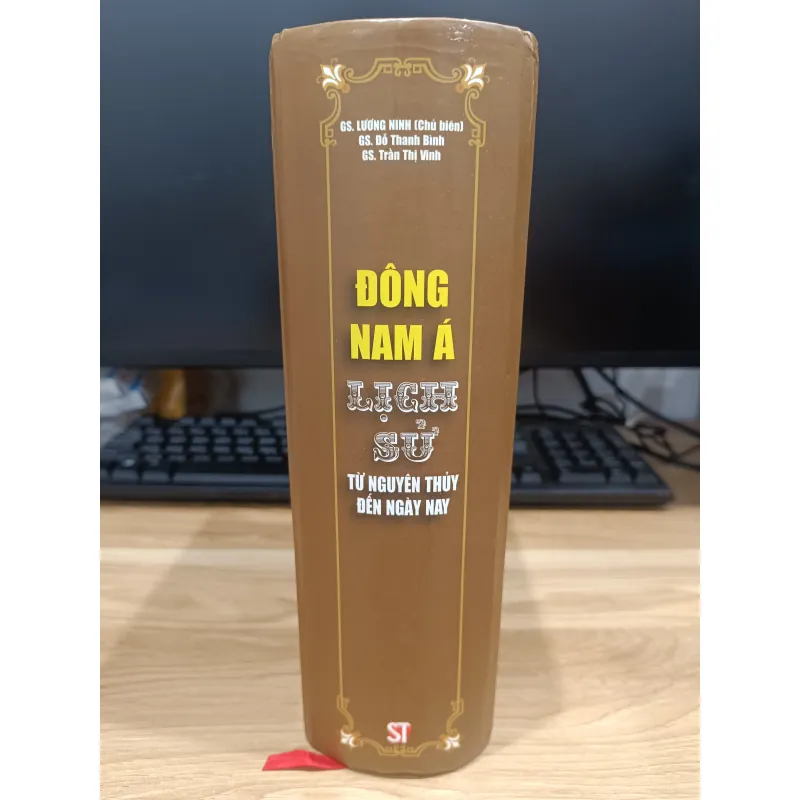 GS. LƯƠNG NINH (Chủ biên)
GS. Đỗ Thanh Bình
GS. Trần Thị Vinh
ĐÔNG
NAM Á
LỊCH
SỬ
TỪ NGUYÊN THỦY
ĐẾN NGÀY NAY
ST